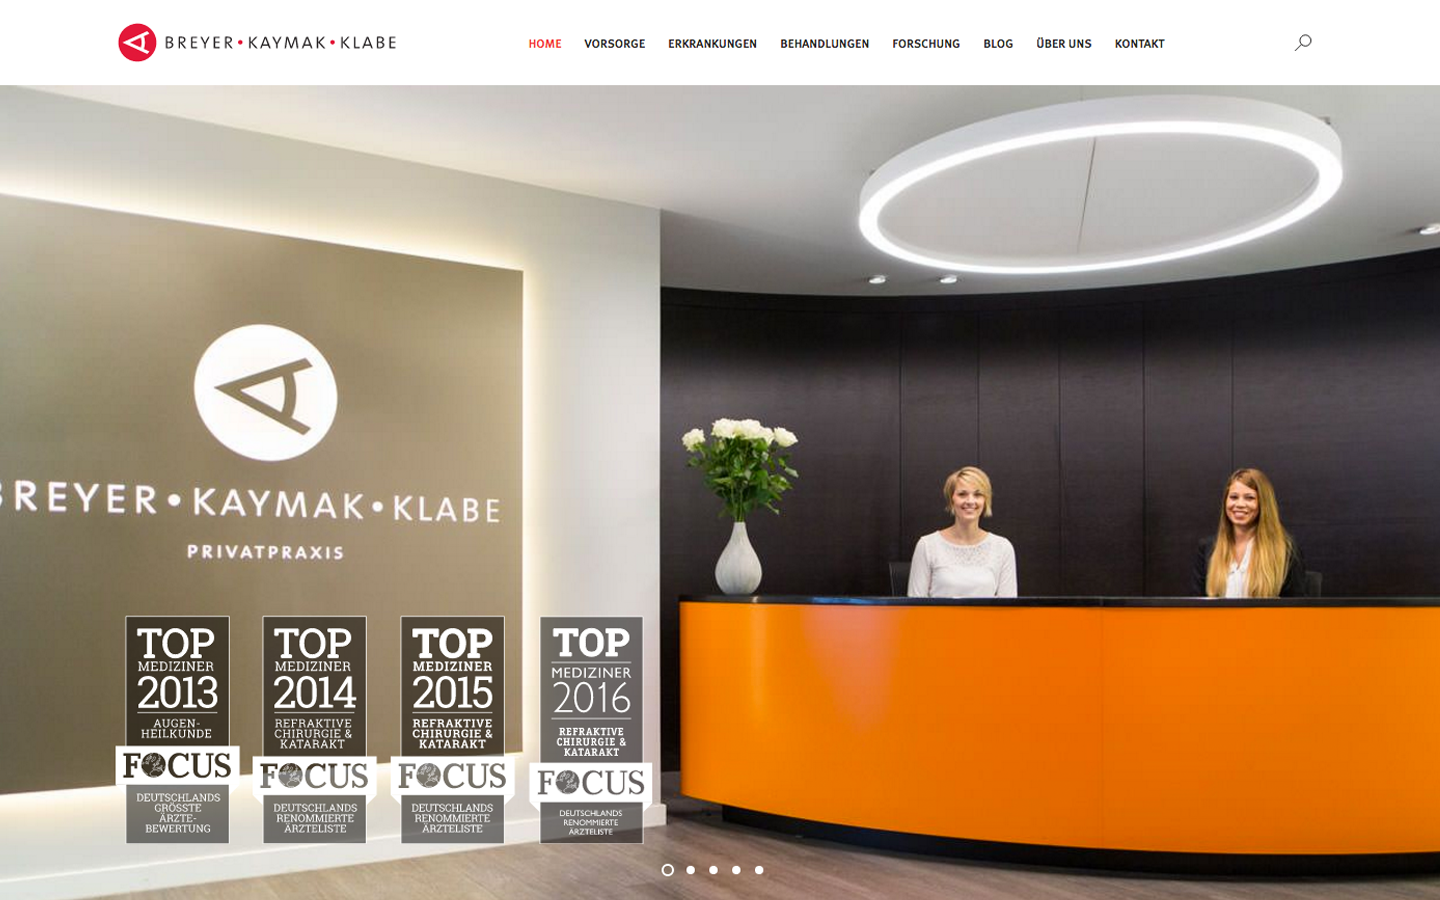 BREYER•KAYMAK•KLABE
HOME VORSORGE ERKRANKUNGEN BEHANDLUNGEN FORSCHUNG BLOG ÜBER UNS KONTAKT
BREYER•KAYMAK•KLABE
PRIVATPRAXIS
TOP
MEDIZINER
2013
AUGEN-
HEILKUNDE
FOCUS
DEUTSCHLANDS
GRÖSSTE
ÄRZTE-
BEWERTUNG
TOP
MEDIZINER
2014
REFRAKTIVE
CHIRURGIE &
KATARAKT
FOCUS
DEUTSCHLANDS
RENOMMIERTE
ÄRZTELISTE
TOP
MEDIZINER
2015
REFRAKTIVE
CHIRURGIE &
KATARAKT
FOCUS
DEUTSCHLANDS
RENOMMIERTE
ÄRZTELISTE
TOP
MEDIZINER
2016
REFRAKTIVE
CHIRURGIE &
KATARAKT
FOCUS
DEUTSCHLANDS
RENOMMIERTE
ÄRZTELISTE